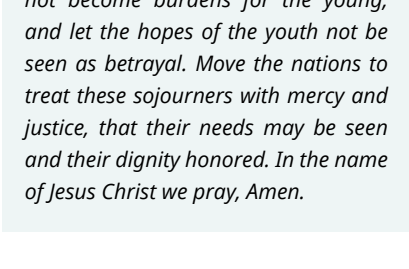 not become burdens for the young,
and let the hopes of the youth not be
seen as betrayal. Move the nations to
treat these sojourners with mercy and
justice, that their needs may be seen
and their dignity honored. In the name
of Jesus Christ we pray, Amen.